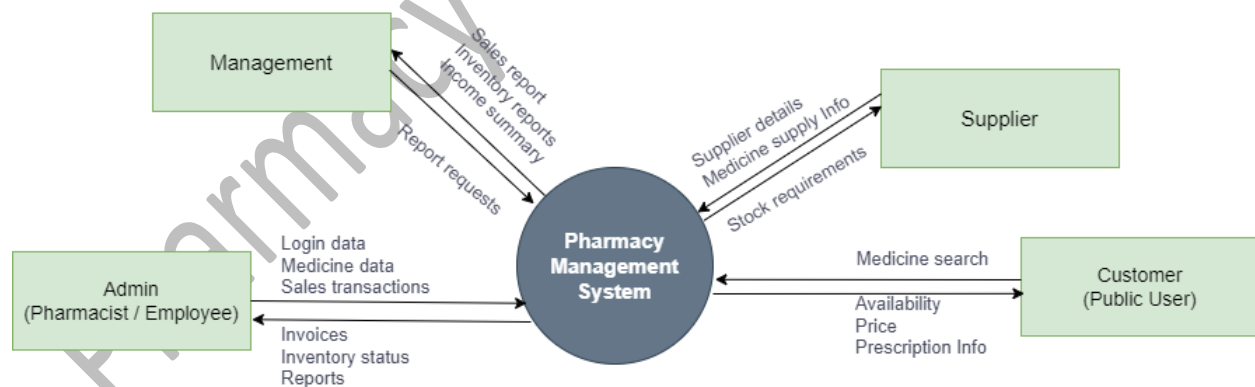 Pharmacy
Management
Sales report
Inventory reports
Income summary
Report requests
Supplier
Supplier details
Medicine supply Info
Stock requirements
Pharmacy
Management
System
Admin
(Pharmacist / Employee)
Login data
Medicine data
Sales transactions
Invoices
Inventory status
Reports
Customer
(Public User)
Medicine search
Availability
Price
Prescription Info